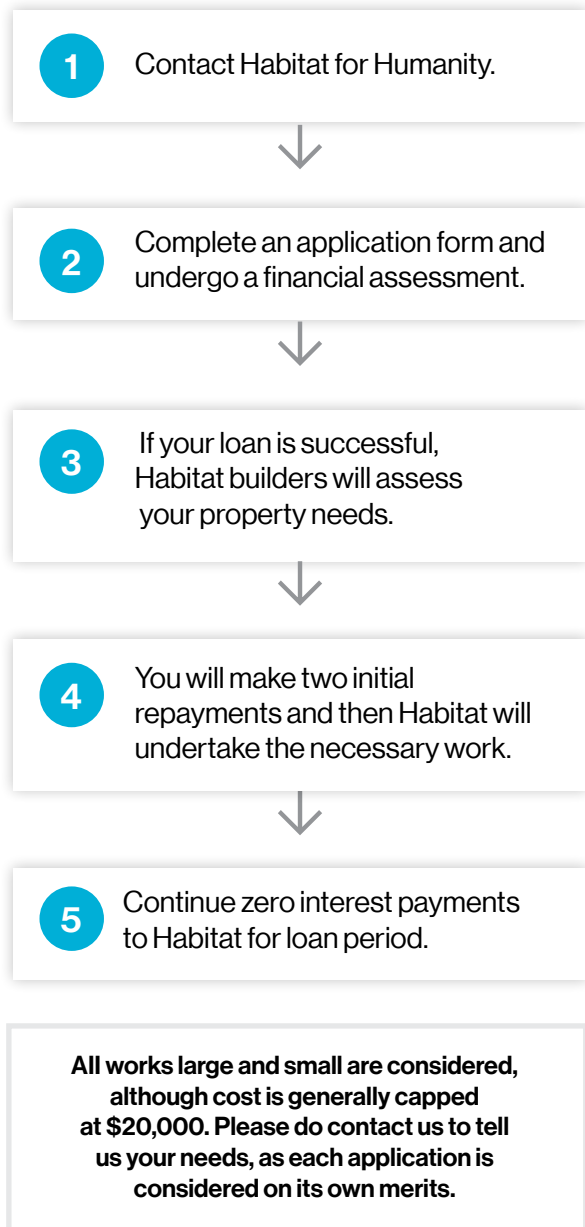 1
Contact Habitat for Humanity.
2
Complete an application form and
undergo a financial assessment.
3
If your loan is successful,
Habitat builders will assess
your property needs.
4
You will make two initial
repayments and then Habitat will
undertake the necessary work.
5
Continue zero interest payments
to Habitat for loan period.
All works large and small are considered,
although cost is generally capped
at $20,000. Please do contact us to tell
us your needs, as each application is
considered on its own merits.